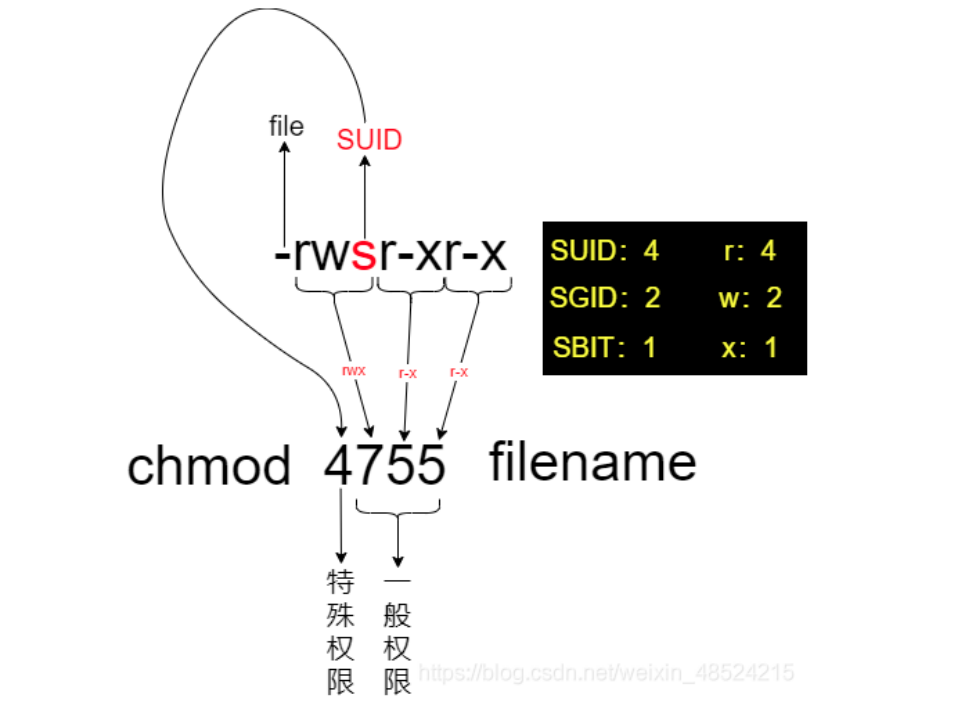 file
SUID
-rwsr-xr-x
SUID: 4 r: 4
SGID: 2 w: 2
SBIT: 1 x: 1
rwx r-x r-x
chmod 4755 filename
特殊权限
一般权限
https://blog.csdn.net/weixin_48524215